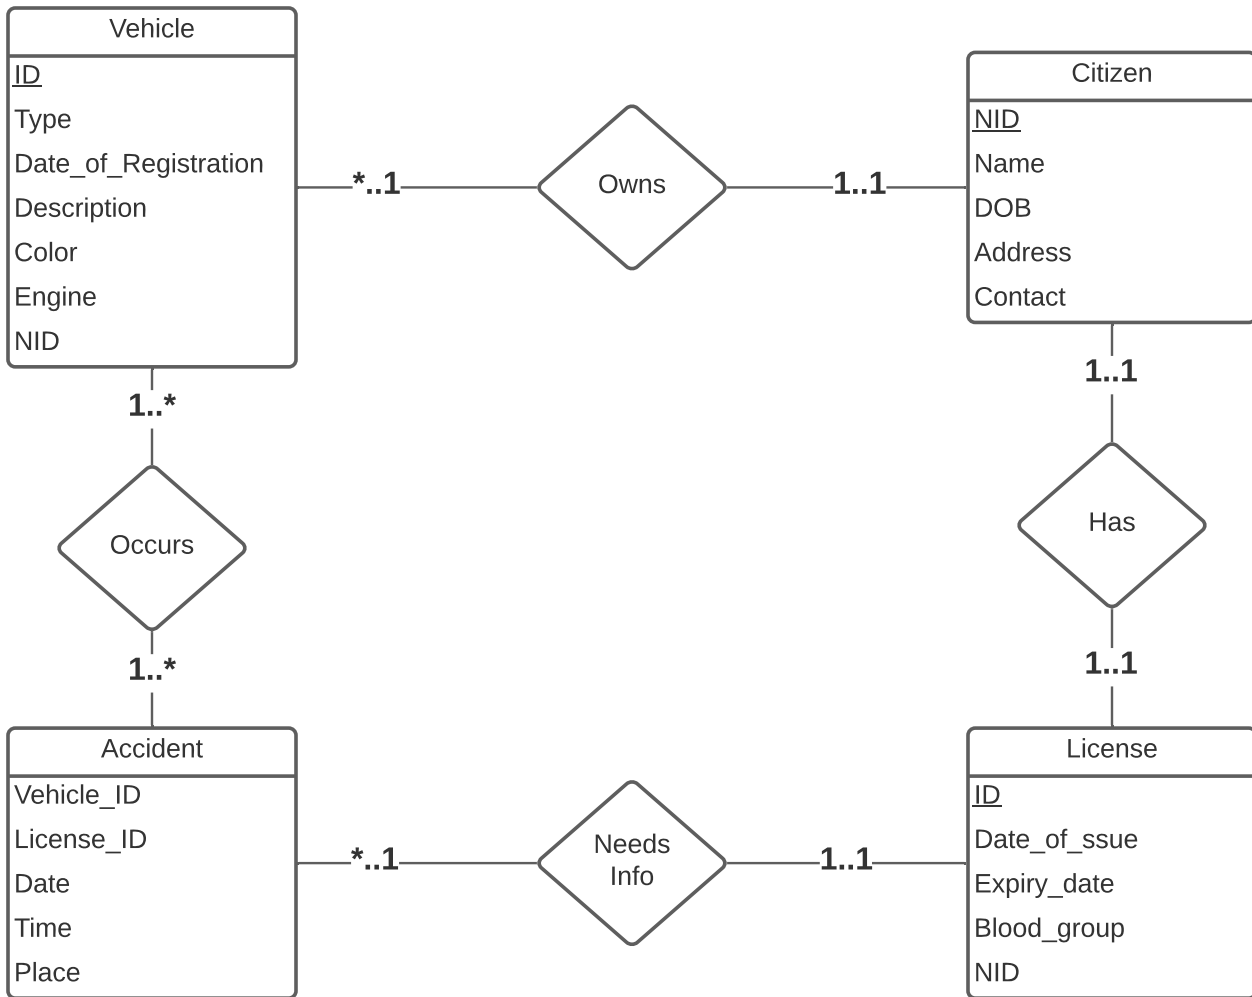 Vehicle
ID
Type
Date_of_Registration
Description
Color
Engine
NID
*..1
Owns
1..1
Citizen
NID
Name
DOB
Address
Contact
1..*
Occurs
1..*
1..1
Has
1..1
Accident
Vehicle_ID
License_ID
Date
Time
Place
*..1
Needs
Info
1..1
License
ID
Date_of_ssue
Expiry_date
Blood_group
NID